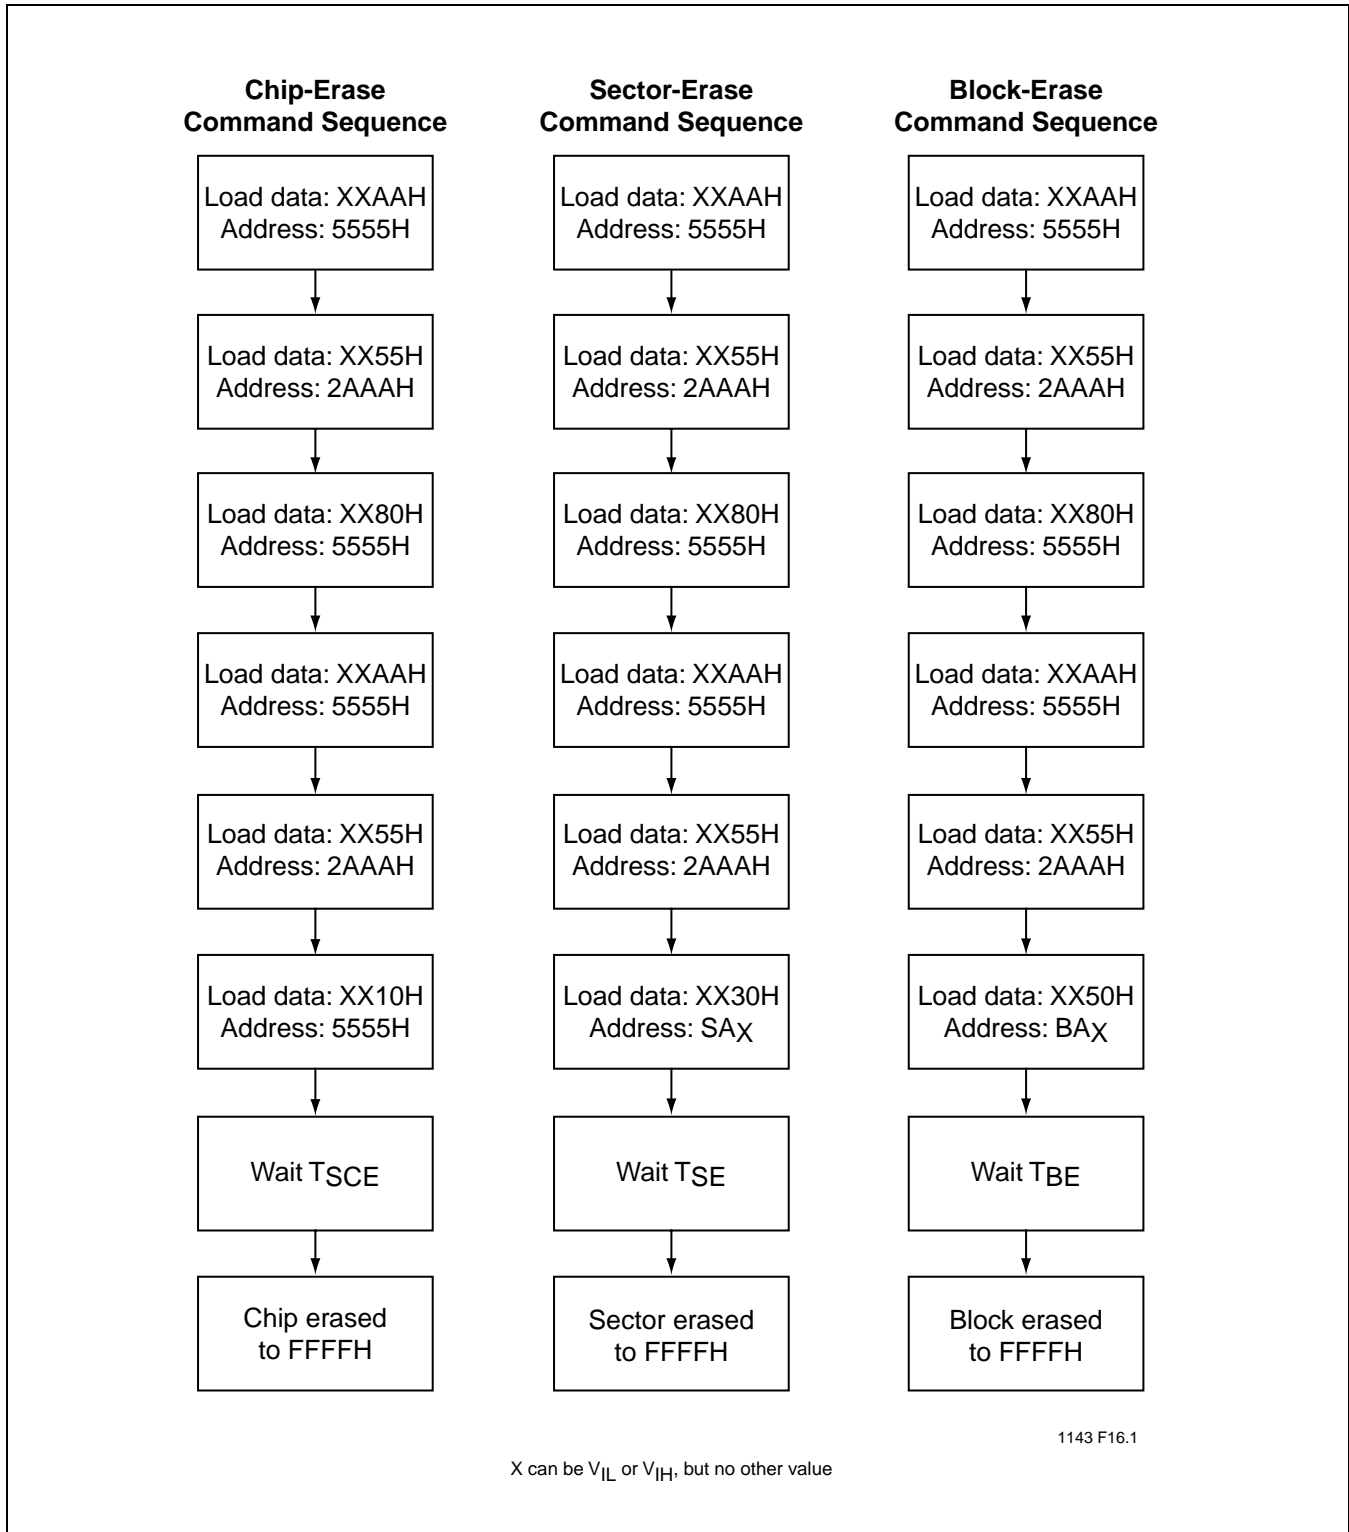 Chip-Erase
Command Sequence
Load data: XXAAH
Address: 5555H
Load data: XX55H
Address: 2AAAH
Load data: XX80H
Address: 5555H
Load data: XXAAH
Address: 5555H
Load data: XX55H
Address: 2AAAH
Load data: XX10H
Address: 5555H
Wait TSCE
Chip erased
to FFFFH
Sector-Erase
Command Sequence
Load data: XXAAH
Address: 5555H
Load data: XX55H
Address: 2AAAH
Load data: XX80H
Address: 5555H
Load data: XXAAH
Address: 5555H
Load data: XX55H
Address: 2AAAH
Load data: XX30H
Address: SAX
Wait TSE
Sector erased
to FFFFH
Block-Erase
Command Sequence
Load data: XXAAH
Address: 5555H
Load data: XX55H
Address: 2AAAH
Load data: XX80H
Address: 5555H
Load data: XXAAH
Address: 5555H
Load data: XX55H
Address: 2AAAH
Load data: XX50H
Address: BAX
Wait TBE
Block erased
to FFFFH
1143 F16.1
X can be VIL or VIH, but no other value